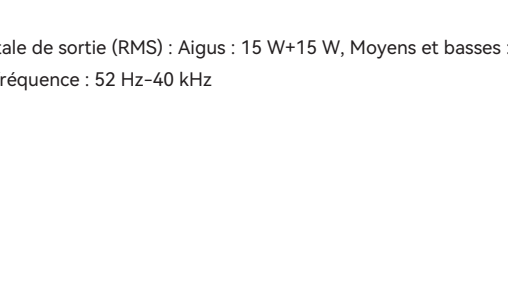 tale de sortie (RMS) : Aigus : 15 W+15 W, Moyens et basses :
réquence : 52 Hz-40 kHz